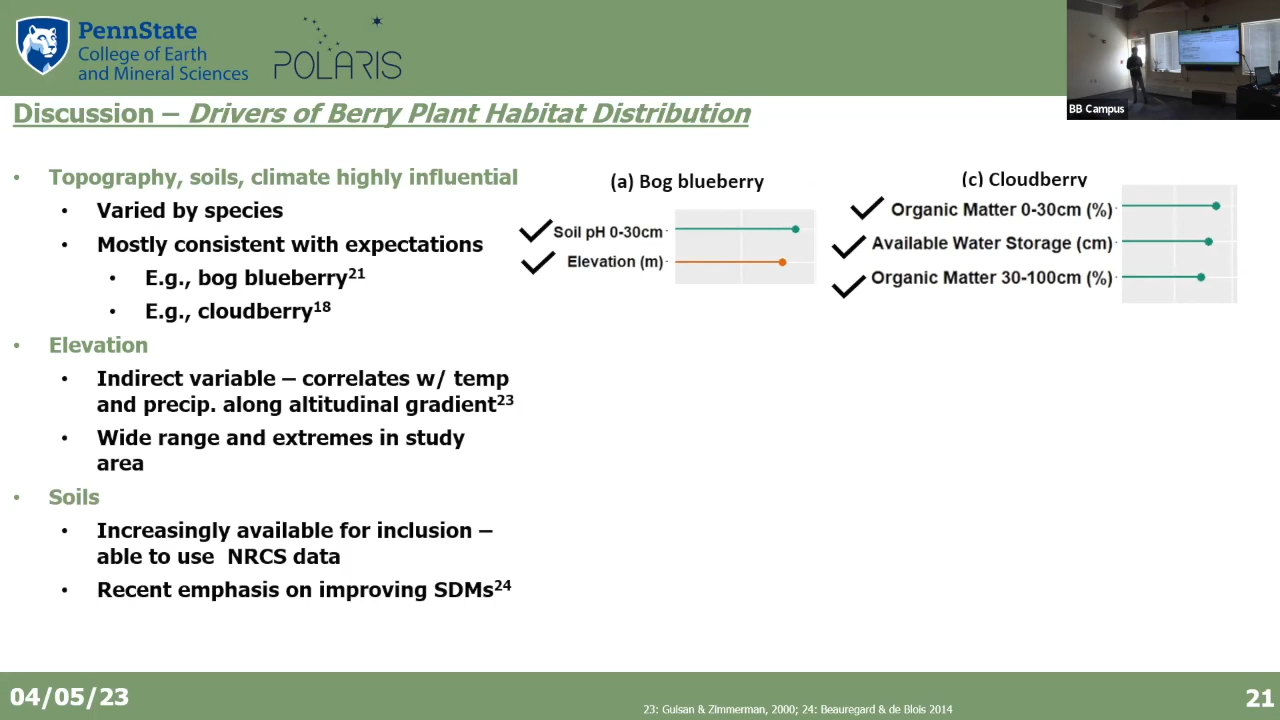 PennState
College of Earth
and Mineral Sciences
POLARIS
BB Campus
Discussion – Drivers of Berry Plant Habitat Distribution
• Topography, soils, climate highly influential
• Varied by species
• Mostly consistent with expectations
• E.g., bog blueberry21
• E.g., cloudberry18
• Elevation
• Indirect variable – correlates w/ temp
and precip. along altitudinal gradient23
• Wide range and extremes in study
area
• Soils
• Increasingly available for inclusion –
able to use NRCS data
• Recent emphasis on improving SDMs24
(a) Bog blueberry
Soil pH 0-30cm
Elevation (m)
(c) Cloudberry
Organic Matter 0-30cm (%)
Available Water Storage (cm)
Organic Matter 30-100cm (%)
04/05/23
23: Guisan & Zimmerman, 2000; 24: Beauregard & de Blois 2014
21